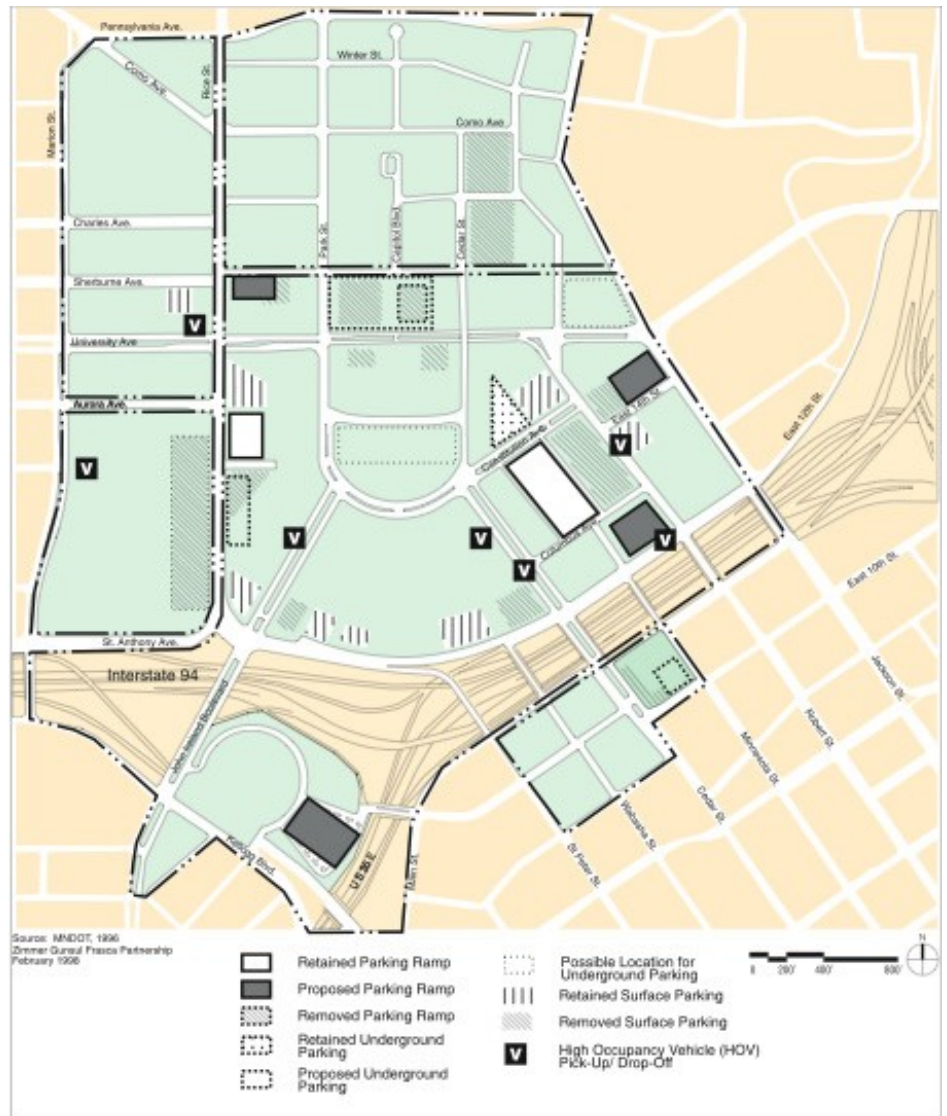 Pennsylvania Ave.
Como Ave.
Rice St.
Marion St.
Winter St.
Como Ave
Charles Ave.
Park St.
Capitol Blvd.
Cedar St.
Sherburne Ave.
V
University Ave
Aurora Ave.
East 14th St.
East 12th St.
V
V
Constitution Ave.
V
V
V
Columbus Ave.
V
East 10th St.
St. Anthony Ave.
Interstate 94
Jackson St.
John Ireland Boulevard
Robert St.
Minnesota St.
Cedar St.
Wabasha St.
St Peter St.
Kellogg Blvd.
U S 35 E
Main St.
Source: MNDOT, 1996
Zimmer Gunsul Frasca Partnership
February 1998
N
0 200' 400' 800'
Retained Parking Ramp
Proposed Parking Ramp
Removed Parking Ramp
Retained Underground
Parking
Proposed Underground
Parking
Possible Location for
Underground Parking
Retained Surface Parking
Removed Surface Parking
V
High Occupancy Vehicle (HOV)
Pick-Up/ Drop-Off